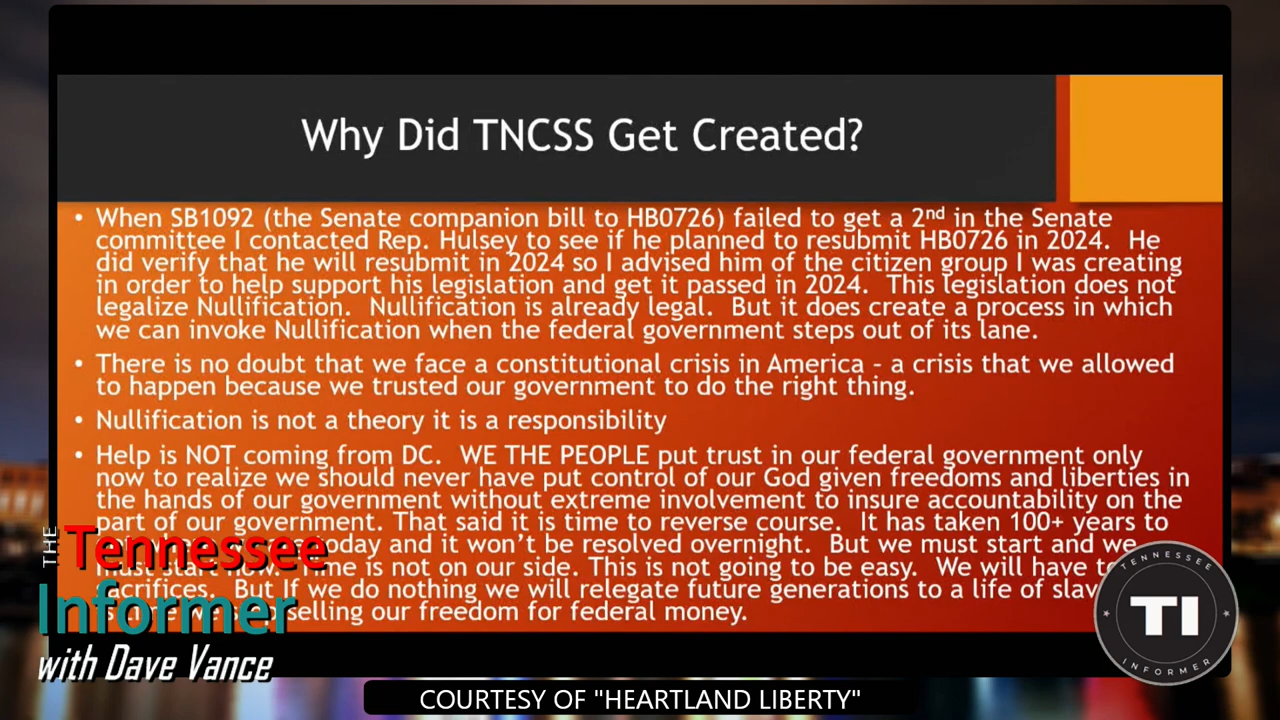 Why Did TNCSS Get Created?
• When SB1092 (the Senate companion bill to HB0726) failed to get a 2nd in the Senate
committee I contacted Rep. Hulsey to see if he planned to resubmit HB0726 in 2024. He
did verify that he will resubmit in 2024 so I advised him of the citizen group I was creating
in order to help support his legislation and get it passed in 2024. This legislation does not
legalize Nullification. Nullification is already legal. But it does create a process in which
we can invoke Nullification when the federal government steps out of its lane.
• There is no doubt that we face a constitutional crisis in America – a crisis that we allowed
to happen because we trusted our government to do the right thing.
• Nullification is not a theory it is a responsibility
• Help is NOT coming from DC. WE THE PEOPLE put trust in our federal government only
now to realize we should never have put control of our God given freedoms and liberties in
the hands of our government without extreme involvement to insure accountability on the
part of our government. That said it is time to reverse course. It has taken 100+ years to
today and it won't be resolved overnight. But we must start and we
must start now. Time is not on our side. This is not going to be easy. We will have
sacrifices. But if we do nothing we will relegate future generations to a life of
selling our freedom for federal money.
THE Tennessee
Informer
with Dave Vance
TENNESSEE
TI
INFORMER
COURTESY OF "HEARTLAND LIBERTY"